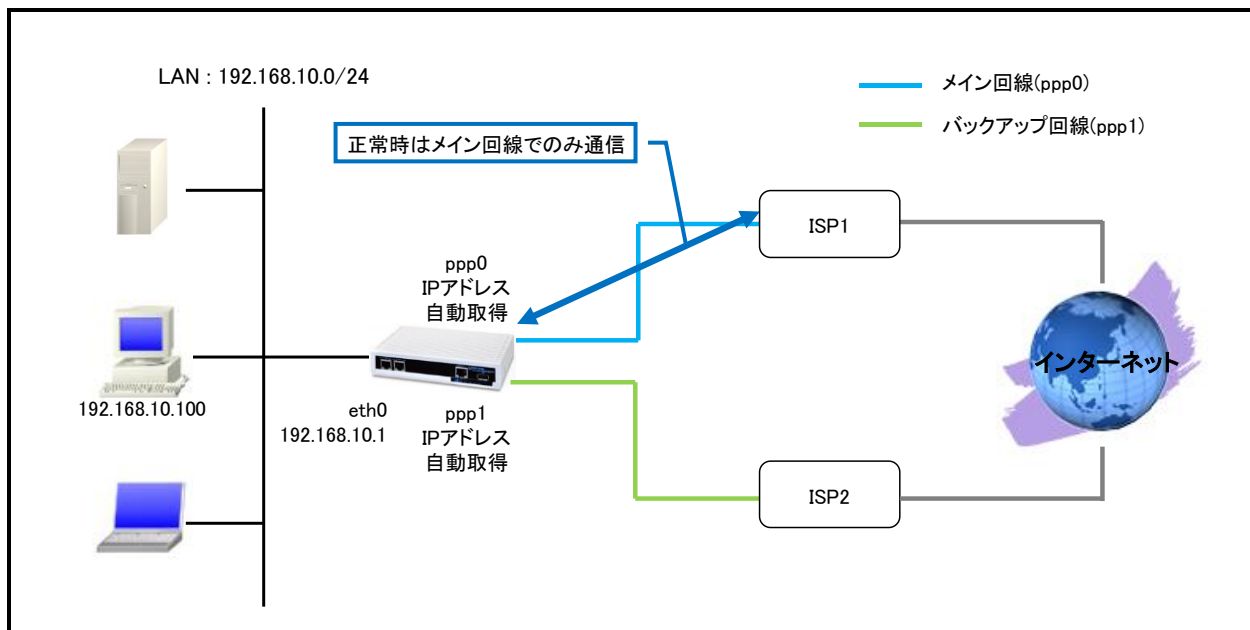 LAN : 192.168.10.0/24
メイン回線(ppp0)
バックアップ回線(ppp1)
正常時はメイン回線でのみ通信
ISP1
ppp0
IPアドレス
自動取得
インターネット
192.168.10.100
eth0
192.168.10.1
ppp1
IPアドレス
自動取得
ISP2